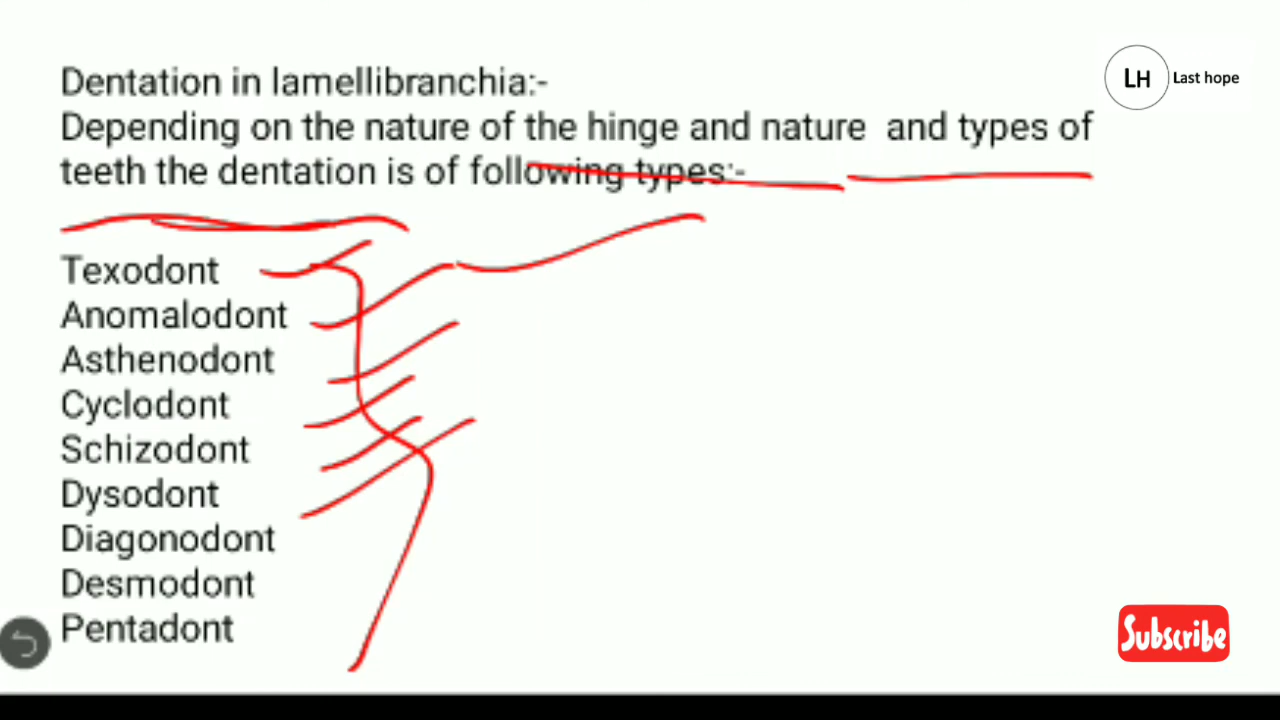 Dentation in lamellibranchia:-
Depending on the nature of the hinge and nature and types of
teeth the dentation is of following types:-
Texodont
Anomalodont
Asthenodont
Cyclodont
Schizodont
Dysodont
Diagonodont
Desmodont
Pentadont
LH Last hope
Subscribe